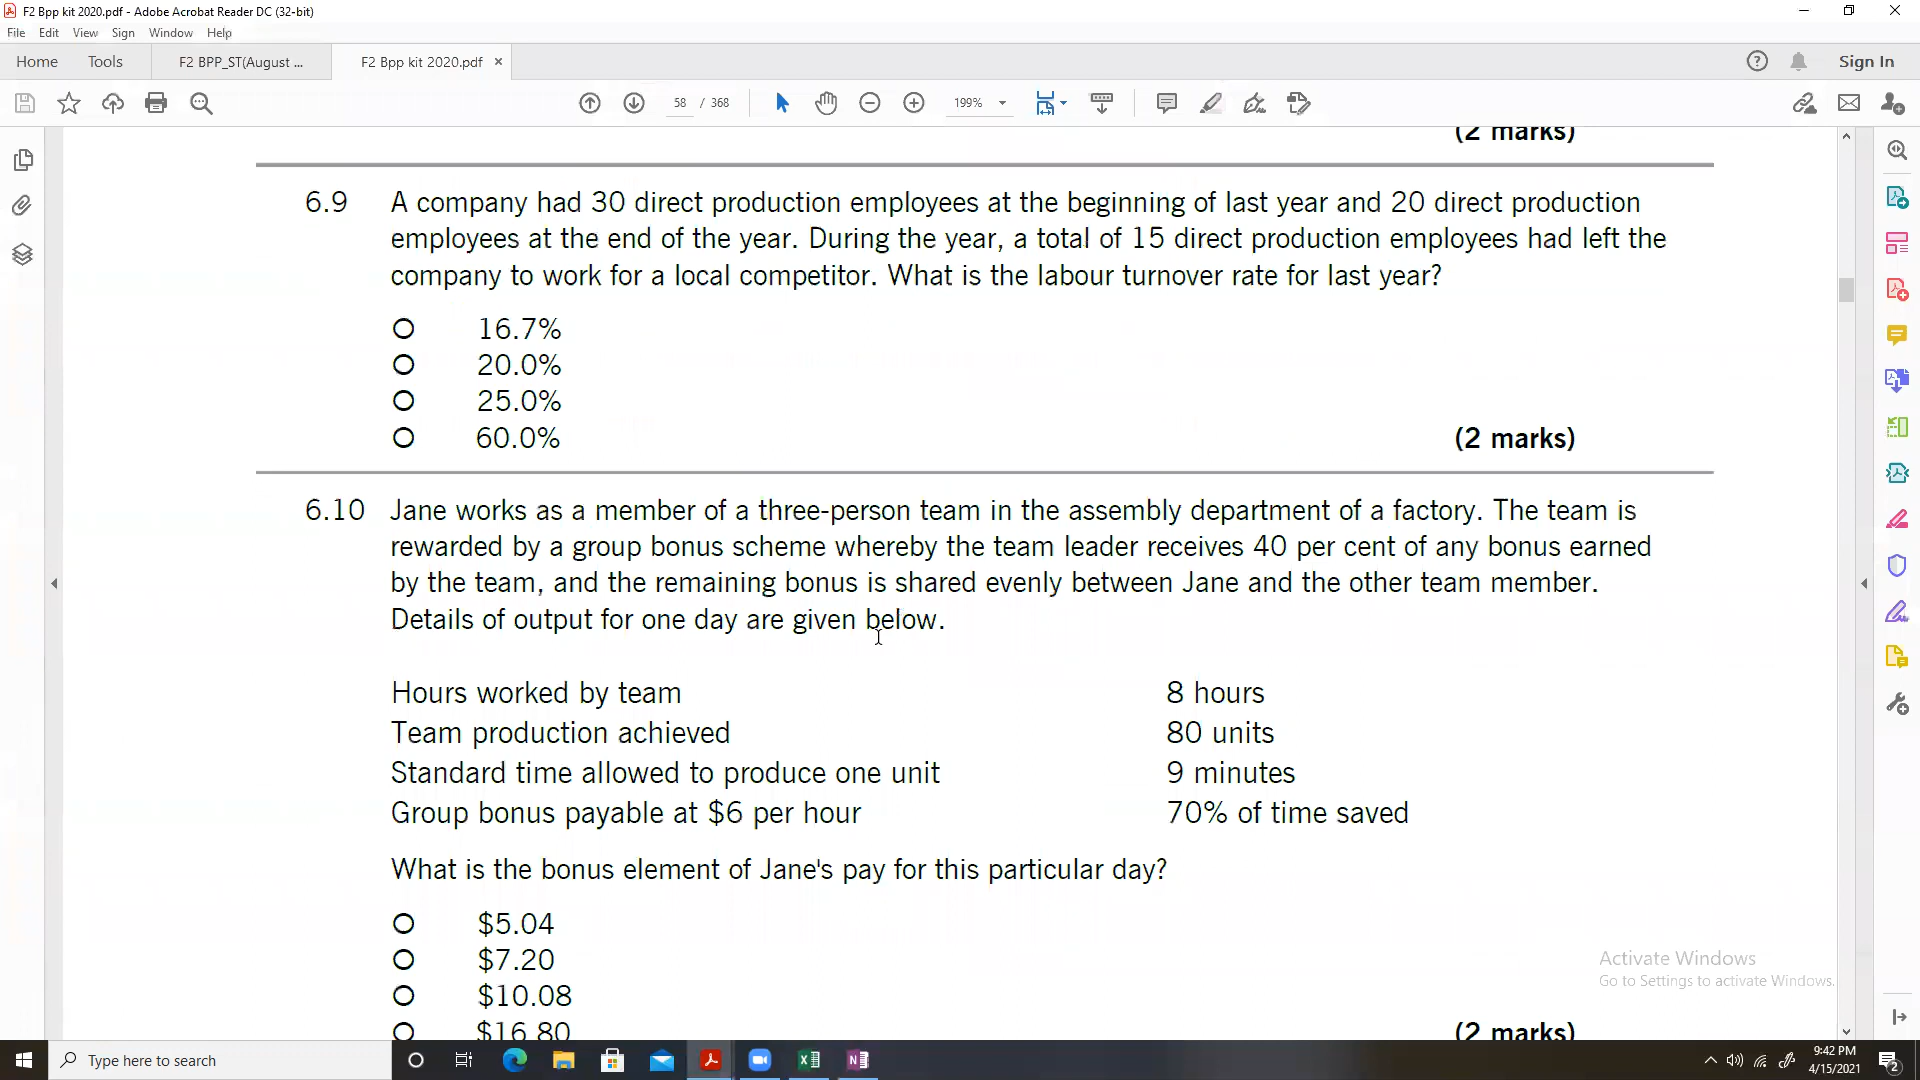 F2 Bpp kit 2020.pdf - Adobe Acrobat Reader DC (32-bit)
File Edit View Sign Window Help
Home Tools F2 BPP_ST(August ... F2 Bpp kit 2020.pdf × Sign In
58 / 368 199%
(2 marks)
6.9 A company had 30 direct production employees at the beginning of last year and 20 direct production
employees at the end of the year. During the year, a total of 15 direct production employees had left the
company to work for a local competitor. What is the labour turnover rate for last year?
16.7%
20.0%
25.0%
60.0% (2 marks)
6.10 Jane works as a member of a three-person team in the assembly department of a factory. The team is
rewarded by a group bonus scheme whereby the team leader receives 40 per cent of any bonus earned
by the team, and the remaining bonus is shared evenly between Jane and the other team member.
Details of output for one day are given below.
Hours worked by team 8 hours
Team production achieved 80 units
Standard time allowed to produce one unit 9 minutes
Group bonus payable at $6 per hour 70% of time saved
What is the bonus element of Jane's pay for this particular day?
$5.04
$7.20
$10.08
$16.80 (2 marks)
Activate Windows
Go to Settings to activate Windows.
Type here to search
9:42 PM
4/15/2021
2